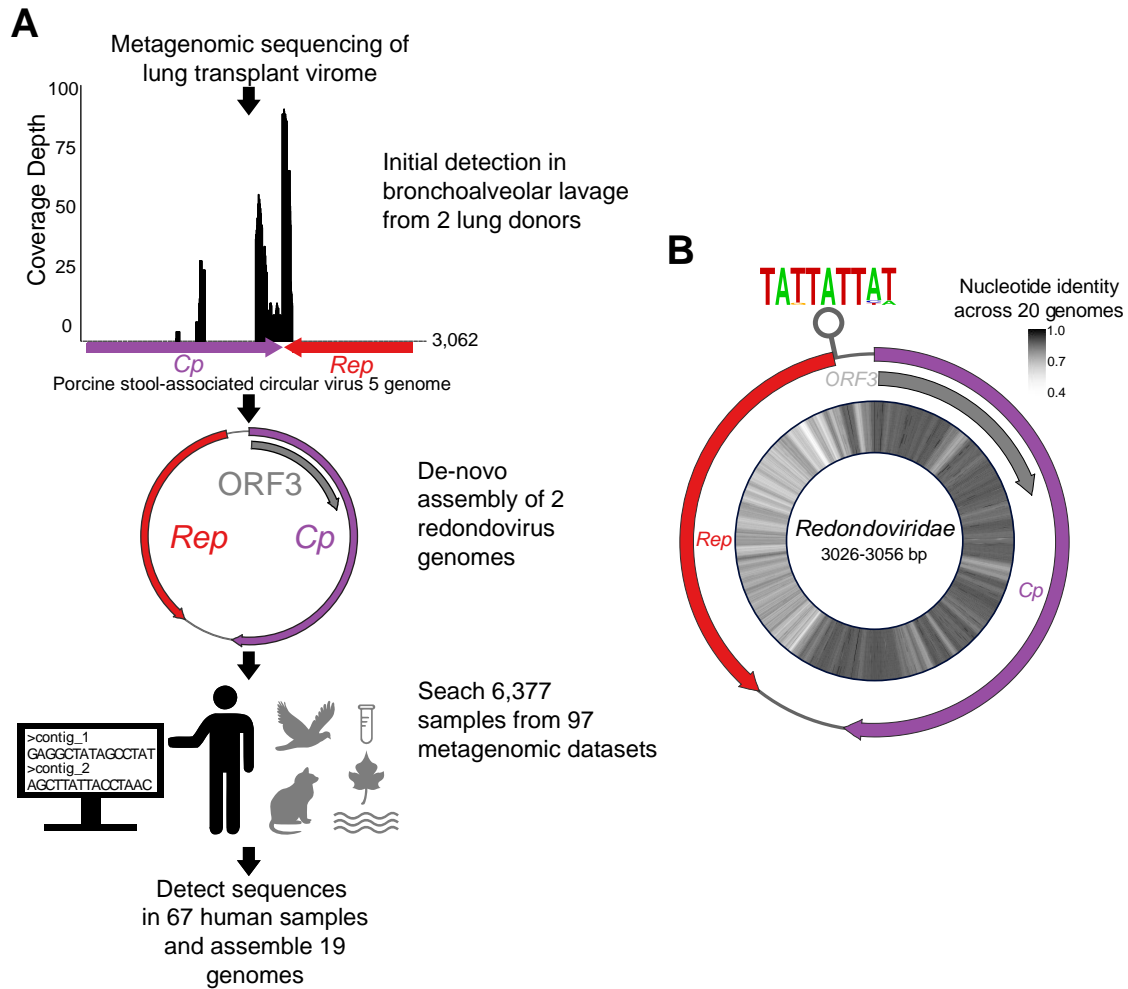 A
Metagenomic sequencing of
lung transplant virome
100
75
50
25
0
Coverage Depth
Initial detection in
bronchoalveolar lavage
from 2 lung donors
3,062
Cp
Rep
Porcine stool-associated circular virus 5 genome
ORF3
Rep
Cp
De-novo
assembly of 2
redondovirus
genomes
Seach 6,377
samples from 97
metagenomic datasets
>contig_1
GAGGCTATAGCCTAT
>contig_2
AGCTTATTACCTAAC
Detect sequences
in 67 human samples
and assemble 19
genomes
B
TATTATTAT
Nucleotide identity
across 20 genomes
1.0
0.7
0.4
ORF3
Rep
Redondoviridae
3026-3056 bp
Cp